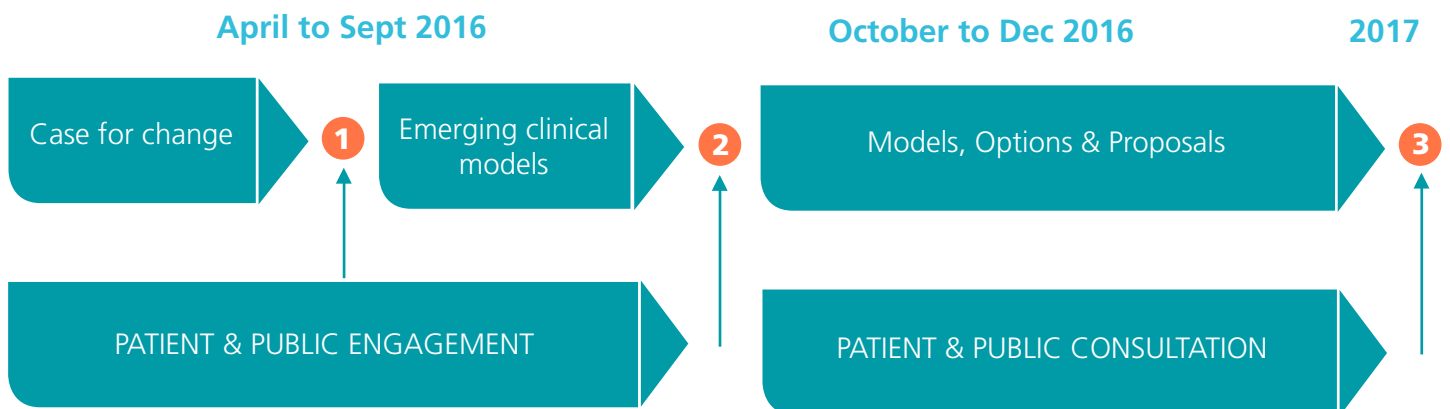 April to Sept 2016
October to Dec 2016
2017
Case for change
1
Emerging clinical
models
2
Models, Options & Proposals
3
PATIENT & PUBLIC ENGAGEMENT
PATIENT & PUBLIC CONSULTATION